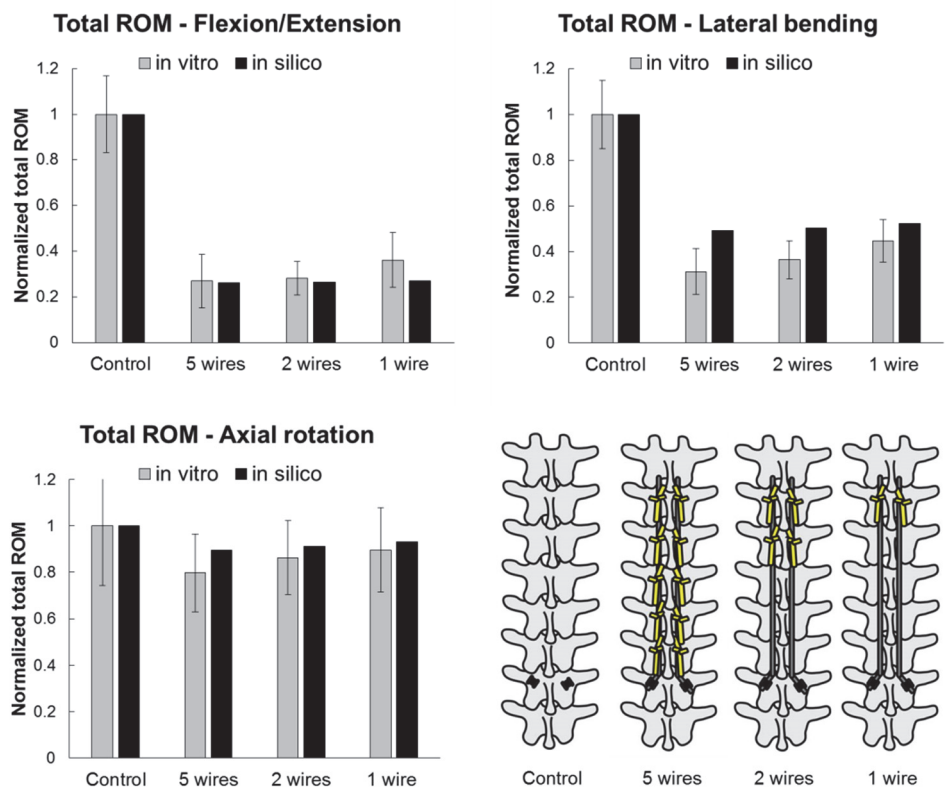 Total ROM - Flexion/Extension
in vitro in silico
Normalized total ROM
1.2
1
0.8
0.6
0.4
0.2
0
Control 5 wires 2 wires 1 wire
Total ROM - Lateral bending
in vitro in silico
Normalized total ROM
1.2
1
0.8
0.6
0.4
0.2
0
Control 5 wires 2 wires 1 wire
Total ROM - Axial rotation
in vitro in silico
Normalized total ROM
1.2
1
0.8
0.6
0.4
0.2
0
Control 5 wires 2 wires 1 wire
Control 5 wires 2 wires 1 wire